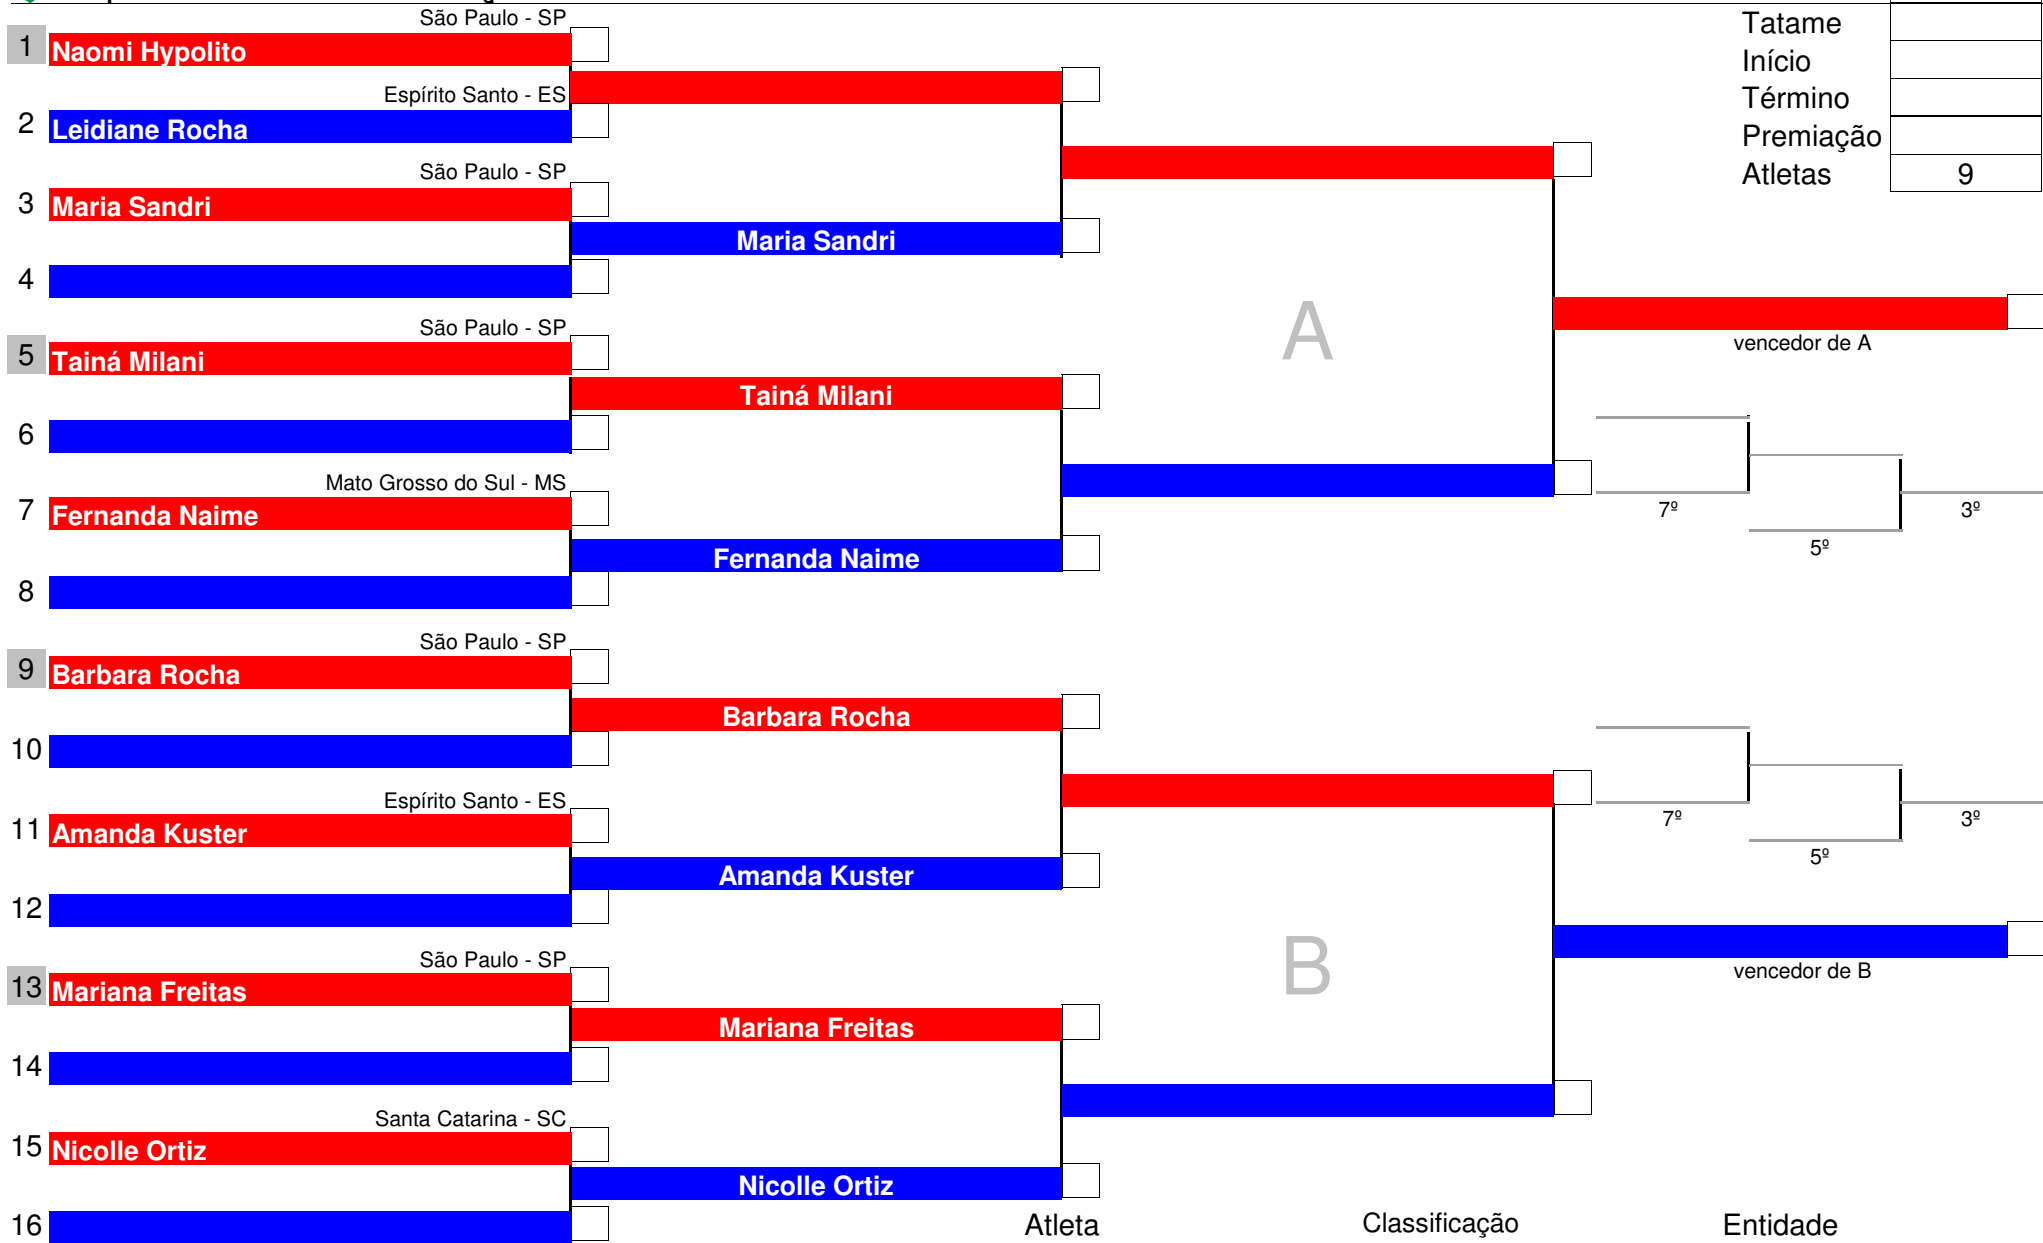 São Paulo - SP
1 Naomi Hypolito
Espírito Santo - ES
2 Leidiane Rocha
São Paulo - SP
3 Maria Sandri
Maria Sandri
4
São Paulo - SP
5 Tainá Milani
Tainá Milani
6
Mato Grosso do Sul - MS
7 Fernanda Naime
Fernanda Naime
8
São Paulo - SP
9 Barbara Rocha
Barbara Rocha
10
Espírito Santo - ES
11 Amanda Kuster
Amanda Kuster
12
São Paulo - SP
13 Mariana Freitas
Mariana Freitas
14
Santa Catarina - SC
15 Nicolle Ortiz
Nicolle Ortiz
16
A
B
Tatame
Início
Término
Premiação
Atletas 9
vencedor de A
7º
3º
5º
7º
3º
5º
vencedor de B
Atleta Classificação Entidade